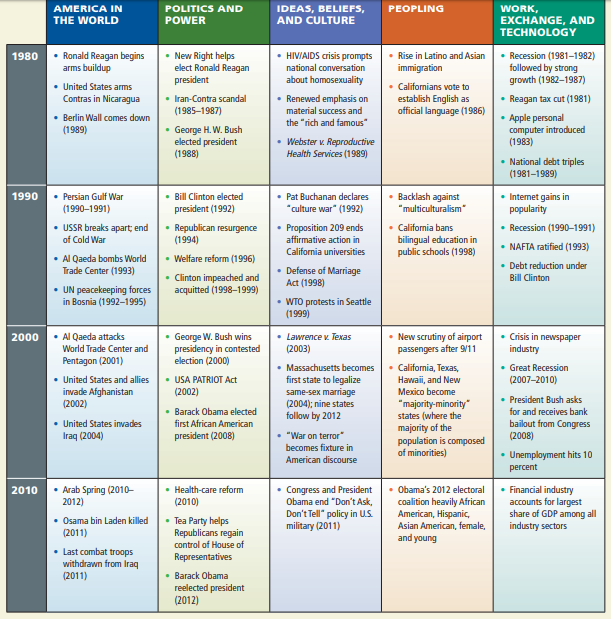 AMERICA IN
THE WORLD
POLITICS AND
POWER
IDEAS, BELIEFS,
AND CULTURE
PEOPLING
WORK,
EXCHANGE, AND
TECHNOLOGY
1980
• Ronald Reagan begins
arms buildup
• United States arms
Contras in Nicaragua
• Berlin Wall comes down
(1989)
• New Right helps
elect Ronald Reagan
president
• Iran-Contra scandal
(1985–1987)
• George H. W. Bush
elected president
(1988)
• HIV/AIDS crisis prompts
national conversation
about homosexuality
• Renewed emphasis on
material success and
the “rich and famous”
• Webster v. Reproductive
Health Services (1989)
• Rise in Latino and Asian
immigration
• Californians vote to
establish English as
official language (1986)
• Recession (1981–1982)
followed by strong
growth (1982–1987)
• Reagan tax cut (1981)
• Apple personal
computer introduced
(1983)
• National debt triples
(1981–1989)
1990
• Persian Gulf War
(1990–1991)
• USSR breaks apart; end
of Cold War
• Al Qaeda bombs World
Trade Center (1993)
• UN peacekeeping forces
in Bosnia (1992–1995)
• Bill Clinton elected
president (1992)
• Republican resurgence
(1994)
• Welfare reform (1996)
• Clinton impeached and
acquitted (1998–1999)
• Pat Buchanan declares
“culture war” (1992)
• Proposition 209 ends
affirmative action in
California universities
• Defense of Marriage
Act (1998)
• WTO protests in Seattle
(1999)
• Backlash against
“multiculturalism”
• California bans
bilingual education in
public schools (1998)
• Internet gains in
popularity
• Recession (1990–1991)
• NAFTA ratified (1993)
• Debt reduction under
Bill Clinton
2000
• Al Qaeda attacks
World Trade Center and
Pentagon (2001)
• United States and allies
invade Afghanistan
(2002)
• United States invades
Iraq (2004)
• George W. Bush wins
presidency in contested
election (2000)
• USA PATRIOT Act
(2002)
• Barack Obama elected
first African American
president (2008)
• Lawrence v. Texas
(2003)
• Massachusetts becomes
first state to legalize
same-sex marriage
(2004); nine states
follow by 2012
• “War on terror”
becomes fixture in
American discourse
• New scrutiny of airport
passengers after 9/11
• California, Texas,
Hawaii, and New
Mexico become
“majority-minority”
states (where the
majority of the
population is composed
of minorities)
• Crisis in newspaper
industry
• Great Recession
(2007–2010)
• President Bush asks
for and receives bank
bailout from Congress
(2008)
• Unemployment hits 10
percent
2010
• Arab Spring (2010–
2012)
• Osama bin Laden killed
(2011)
• Last combat troops
withdrawn from Iraq
(2011)
• Health-care reform
(2010)
• Tea Party helps
Republicans regain
control of House of
Representatives
• Barack Obama
reelected president
(2012)
• Congress and President
Obama end “Don’t Ask,
Don’t Tell” policy in U.S.
military (2011)
• Obama’s 2012 electoral
coalition heavily African
American, Hispanic,
Asian American, female,
and young
• Financial industry
accounts for largest
share of GDP among all
industry sectors